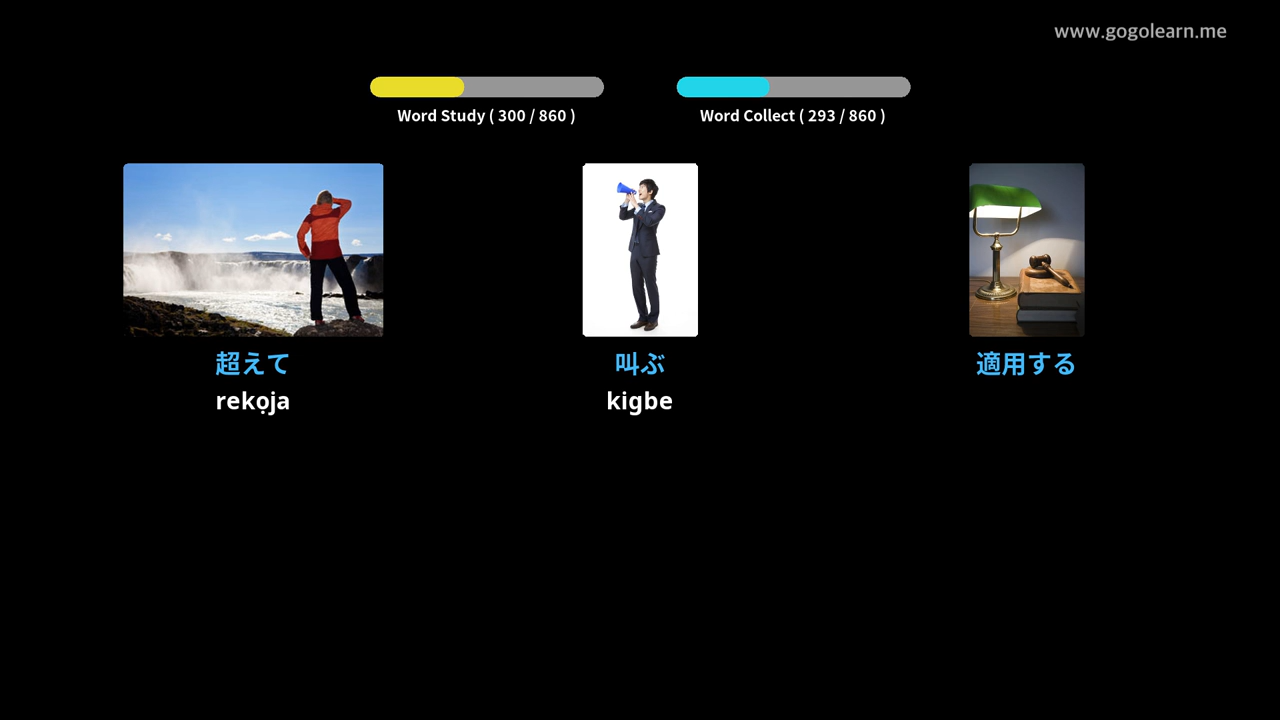 www.gogolearn.me
Word Study ( 300 / 860 )
Word Collect ( 293 / 860 )
超えて
rekọja
叫ぶ
kigbe
適用する